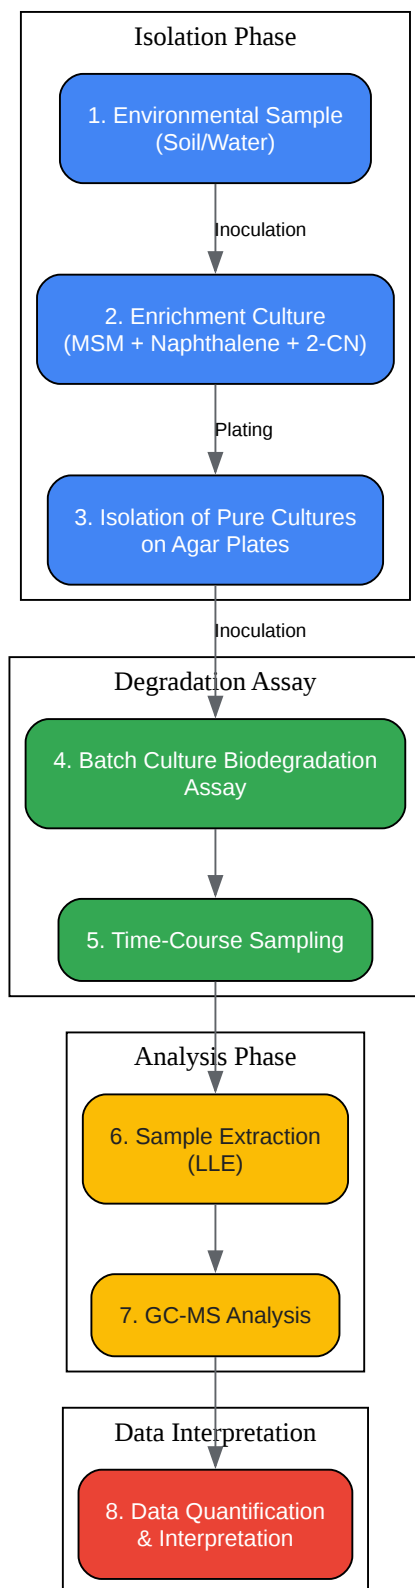 Isolation Phase
1. Environmental Sample
(Soil/Water)
Inoculation
2. Enrichment Culture
(MSM + Naphthalene + 2-CN)
Plating
3. Isolation of Pure Cultures
on Agar Plates
Inoculation
Degradation Assay
4. Batch Culture Biodegradation
Assay
5. Time-Course Sampling
Analysis Phase
6. Sample Extraction
(LLE)
7. GC-MS Analysis
Data Interpretation
8. Data Quantification
& Interpretation